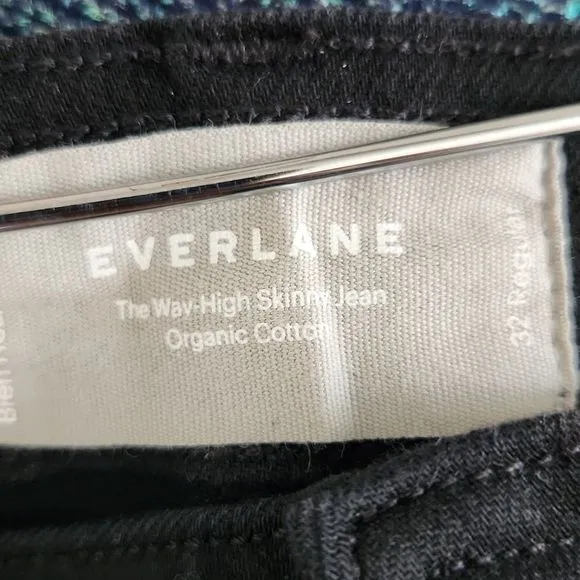 EVERLANE
The Way-High Skinny Jean
Organic Cotton
32 Regular